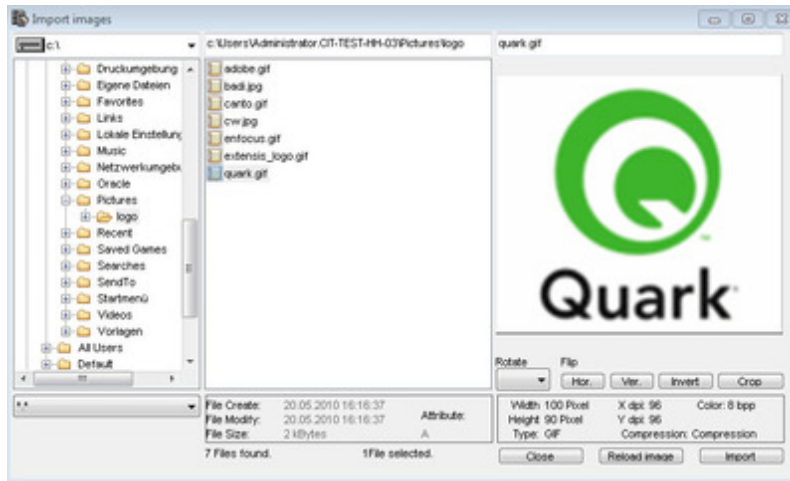 Import images
c:\
c:\Users\Administrator.CIT-TEST-HH-03\Pictures\logo
quark.gif
Druckumgebung
Eigene Dateien
Favorites
Links
Lokale Einstellung
Music
Netzwerkumgebu
Oracle
Pictures
logo
Recent
Saved Games
Searches
SendTo
Startmenü
Videos
Vorlagen
All Users
Default
adobe.gif
badi.jpg
canto.gif
cw.jpg
enfocus.gif
extensis_logo.gif
quark.gif
Quark
Rotate Flip
Hor. Ver. Invert Crop
*.*
File Create: 20.05.2010 16:16:37
File Modify: 20.05.2010 16:16:37 Attribute:
File Size: 2 kBytes A
Width: 100 Pixel X dpi: 96 Color: 8 bpp
Height: 90 Pixel Y dpi: 96
Type: GIF Compression: Compression
7 Files found. 1File selected.
Close Reload image Import